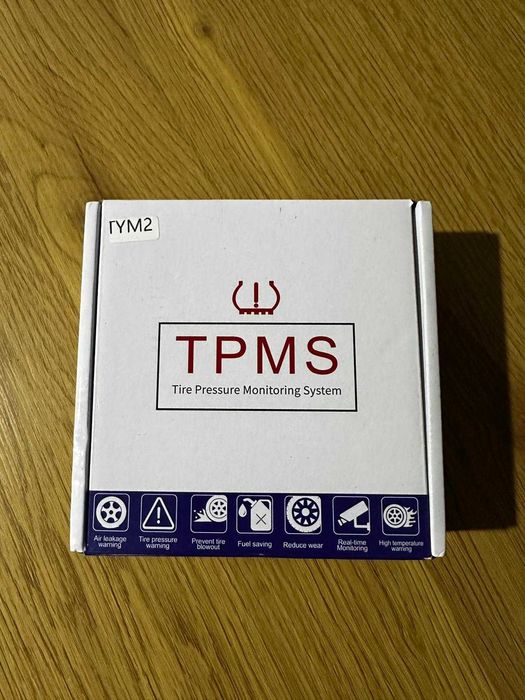 TYM2
TPMS
Tire Pressure Monitoring System
Air leakage
warning
Tire pressure
warning
Prevent tire
blowout
Fuel saving
Reduce wear
Real-time
Monitoring
High temperature
warning